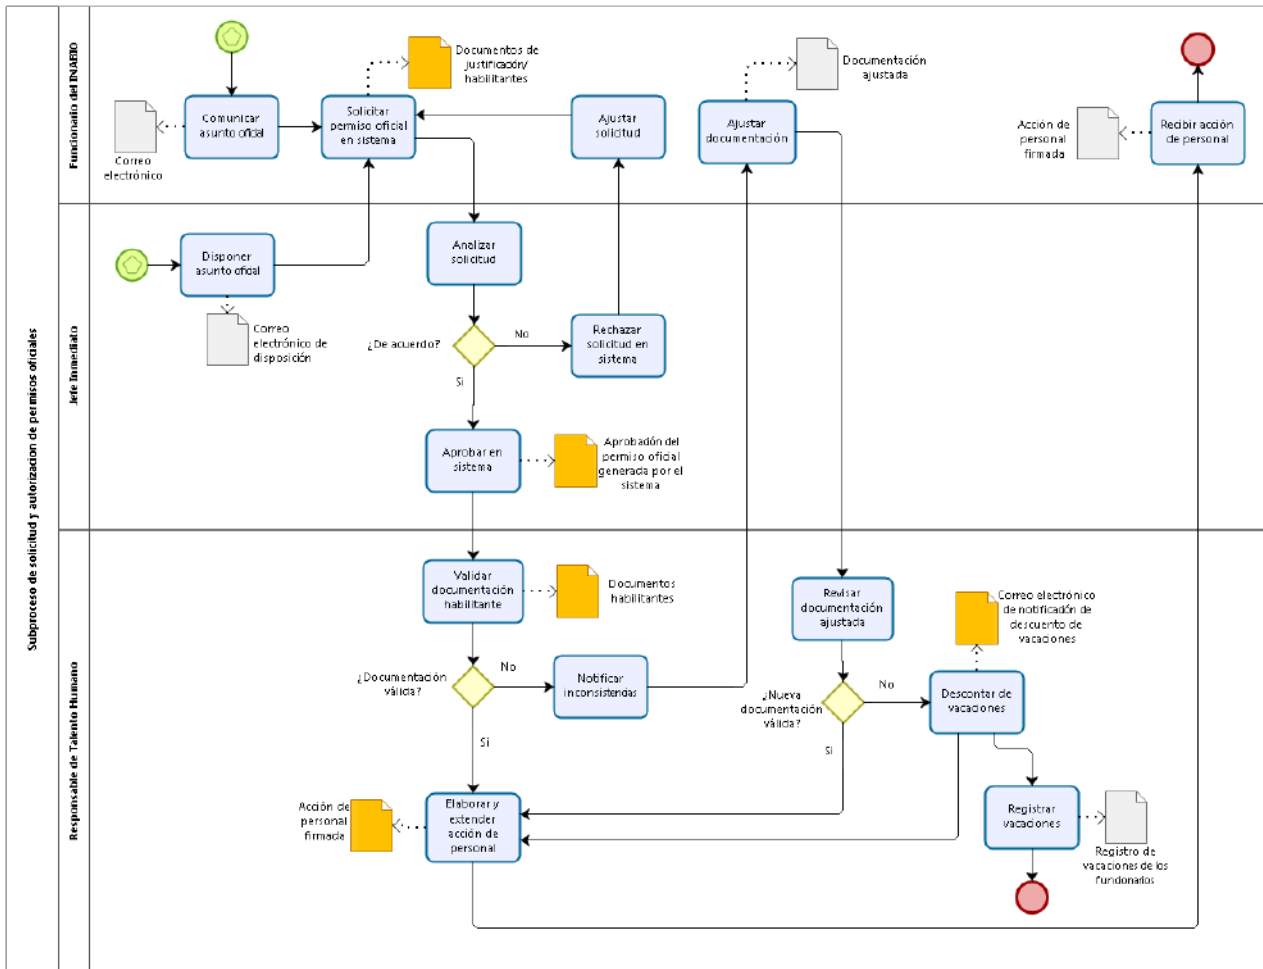 Subproceso de solicitud y autorizacion de permisos oficiales
Funcionario del INABIO
Comunicar
asunto oficial
Correo
electrónico
Solicitar
permiso oficial
en sistema
Documentos de
justificación/
habilitantes
Ajustar
solicitud
Ajustar
documentación
Documentación
ajustada
Acción de
personal
firmada
Recibir acción
de personal
Jefe Inmediato
Disponer
asunto oficial
Correo
electrónico de
disposición
Analizar
solicitud
¿De acuerdo?
No
Si
Rechazar
solicitud en
sistema
Aprobar en
sistema
Aprobación del
permiso oficial
generada por el
sistema
Responsable de Talento Humano
Validar
documentación
habilitante
Documentos
habilitantes
¿Documentación
válida?
No
Si
Notificar
inconsistencias
Revisar
documentación
ajustada
¿Nueva
documentación
válida?
No
Si
Correo electrónico
de notificación de
descuento de
vacaciones
Descontar de
vacaciones
Acción de
personal
firmada
Elaborar y
extender
acción de
personal
Registrar
vacaciones
Registro de
vacaciones de los
funcionarios